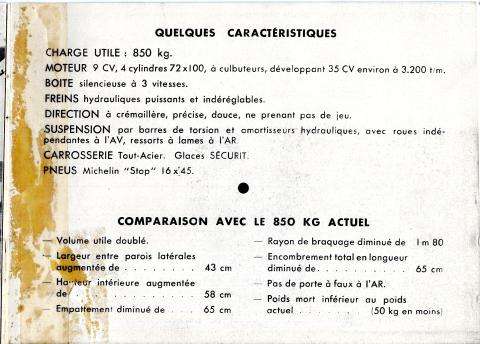 QUELQUES CARACTÉRISTIQUES
CHARGE UTILE : 850 kg.
MOTEUR 9 CV, 4 cylindres 72x100, à culbuteurs, développant 35 CV environ à 3.200 t/m.
BOITE silencieuse à 3 vitesses.
FREINS hydrauliques puissants et indéréglables.
DIRECTION à crémaillère, précise, douce, ne prenant pas de jeu.
SUSPENSION par barres de torsion et amortisseurs hydrauliques, avec roues indé-
pendantes à l'AV, ressorts à lames à l'AR.
CARROSSERIE Tout-Acier. Glaces SÉCURIT.
PNEUS Michelin "Stop" 16 x 45.
COMPARAISON AVEC LE 850 KG ACTUEL
— Volume utile doublé.
— Largeur entre parois latérales
augmentée de . . . . . . . . 43 cm
— Hauteur intérieure augmentée
de . . . . . . . . . . . . 58 cm
— Empattement diminué de . . . 65 cm
— Rayon de braquage diminué de 1 m 80
— Encombrement total en longueur
diminué de . . . . . . . . . 65 cm
— Pas de porte à faux à l'AR.
— Poids mort inférieur au poids
actuel . . . . . . . (50 kg en moins)